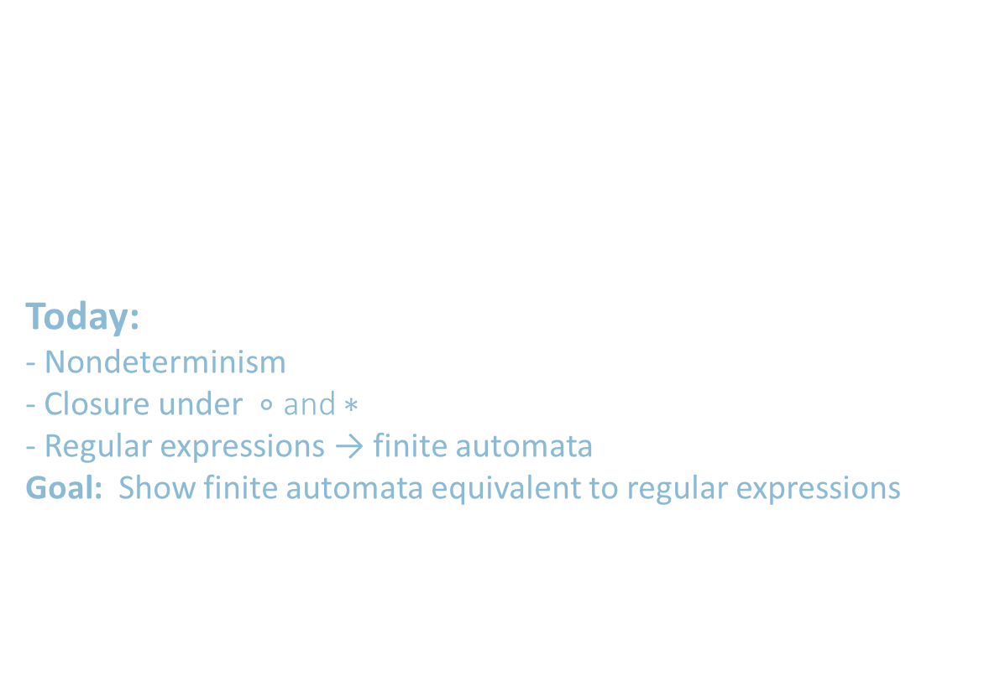 Today:
- Nondeterminism
- Closure under ∘ and ∗
- Regular expressions → finite automata
Goal: Show finite automata equivalent to regular expressions